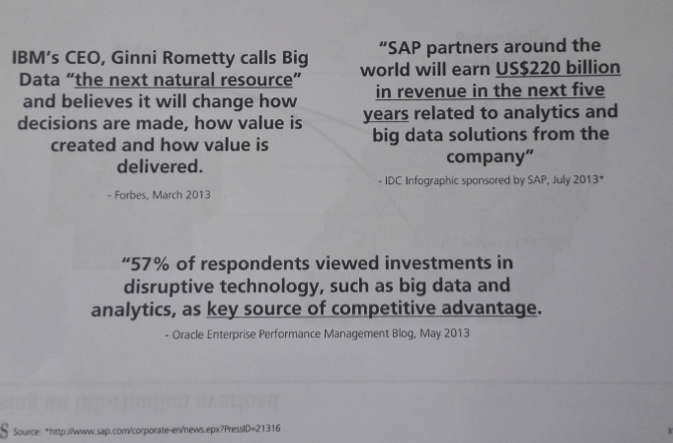 IBM's CEO, Ginni Rometty calls Big
Data "the next natural resource"
and believes it will change how
decisions are made, how value is
created and how value is
delivered.
- Forbes, March 2013
"SAP partners around the
world will earn US$220 billion
in revenue in the next five
years related to analytics and
big data solutions from the
company"
- IDC Infographic sponsored by SAP, July 2013*
"57% of respondents viewed investments in
disruptive technology, such as big data and
analytics, as key source of competitive advantage.
- Oracle Enterprise Performance Management Blog, May 2013
S Source: *http://www.sap.com/corporate-en/news.epx?PressID=21316